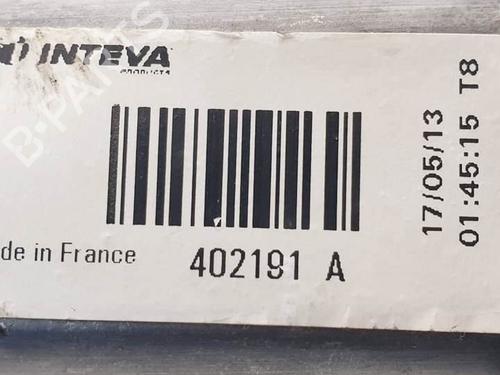 INTEVA
PRODUCTS
de in France
402191 A
17/05/13
01:45:15 T8
B-PARTS